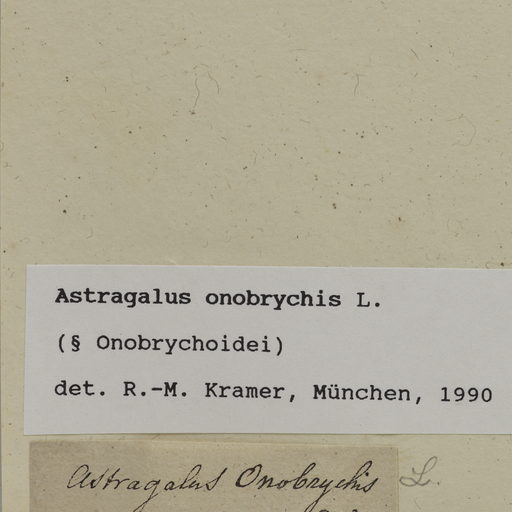 Astragalus onobrychis L.
(§ Onobrychoidei)
det. R.-M. Kramer, München, 1990
Astragalus Onobrychis L.